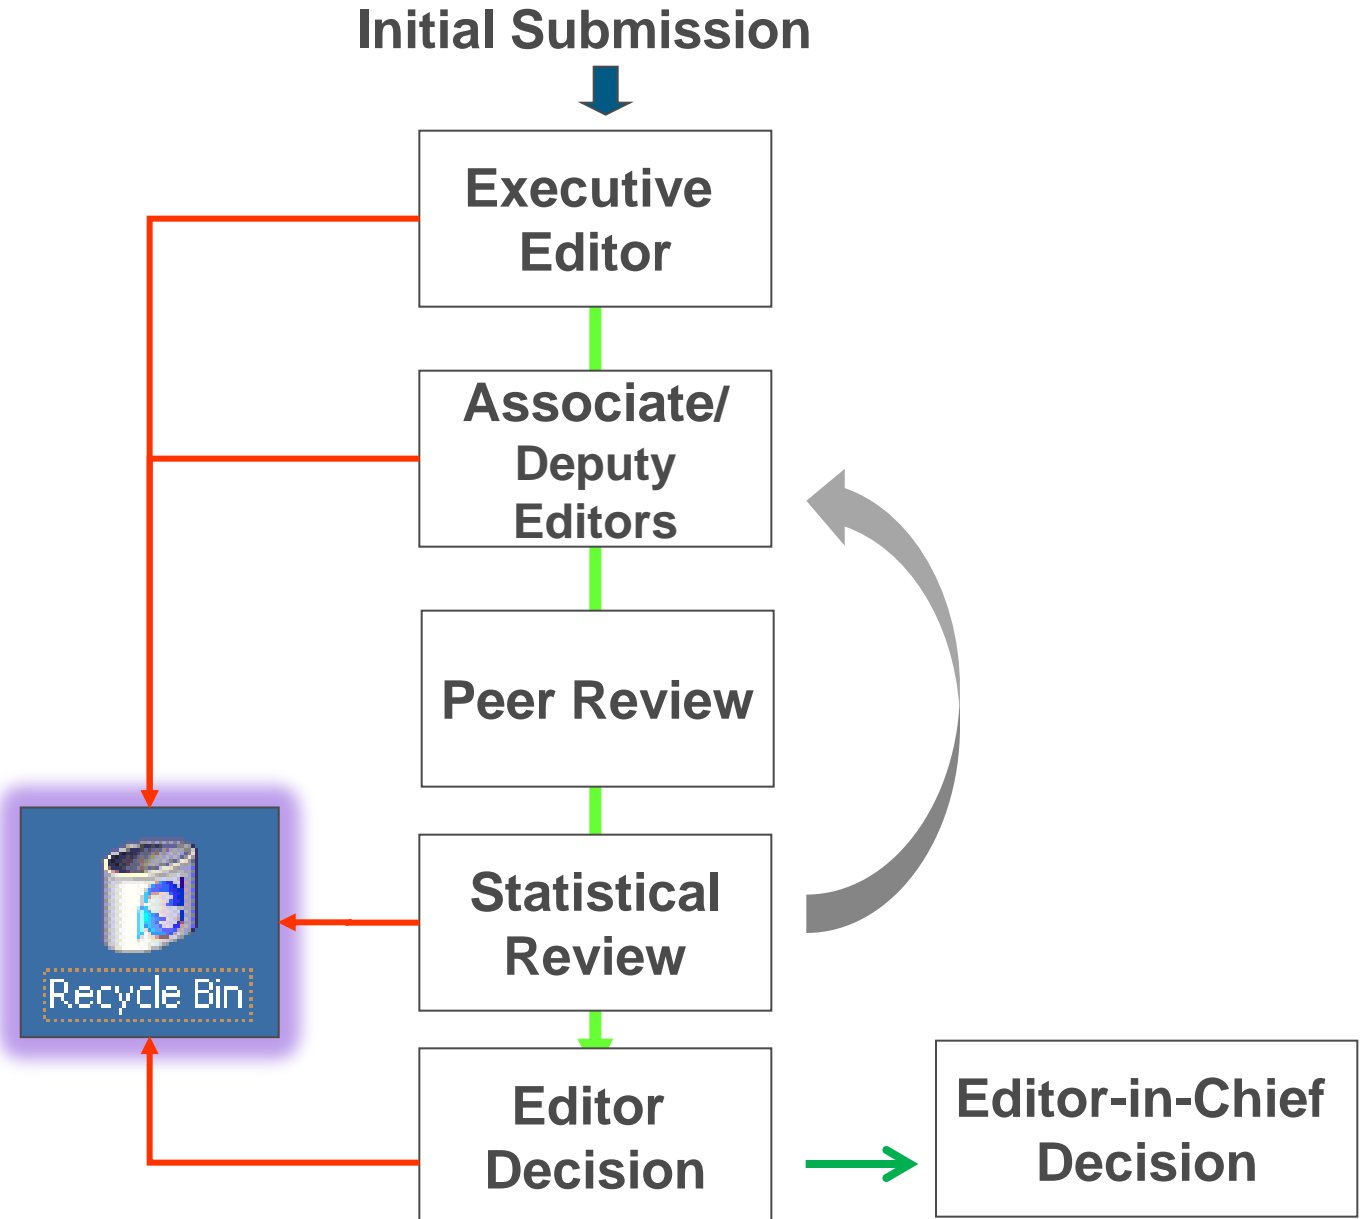 Initial Submission
Executive
Editor
Associate/
Deputy
Editors
Peer Review
Statistical
Review
Recycle Bin
Editor
Decision
Editor-in-Chief
Decision